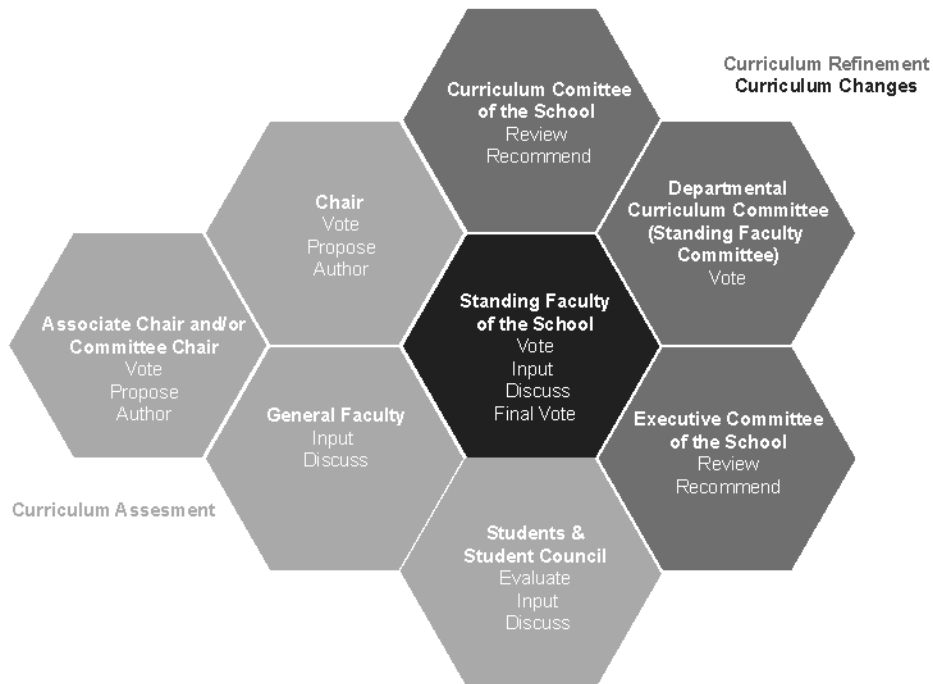 Curriculum Refinement
Curriculum Changes
Curriculum Comittee
of the School
Review
Recommend
Departmental
Curriculum Committee
(Standing Faculty
Committee)
Vote
Chair
Vote
Propose
Author
Standing Faculty
of the School
Vote
Input
Discuss
Final Vote
Associate Chair and/or
Committee Chair
Vote
Propose
Author
General Faculty
Input
Discuss
Executive Committee
of the School
Review
Recommend
Curriculum Assesment
Students &
Student Council
Evaluate
Input
Discuss